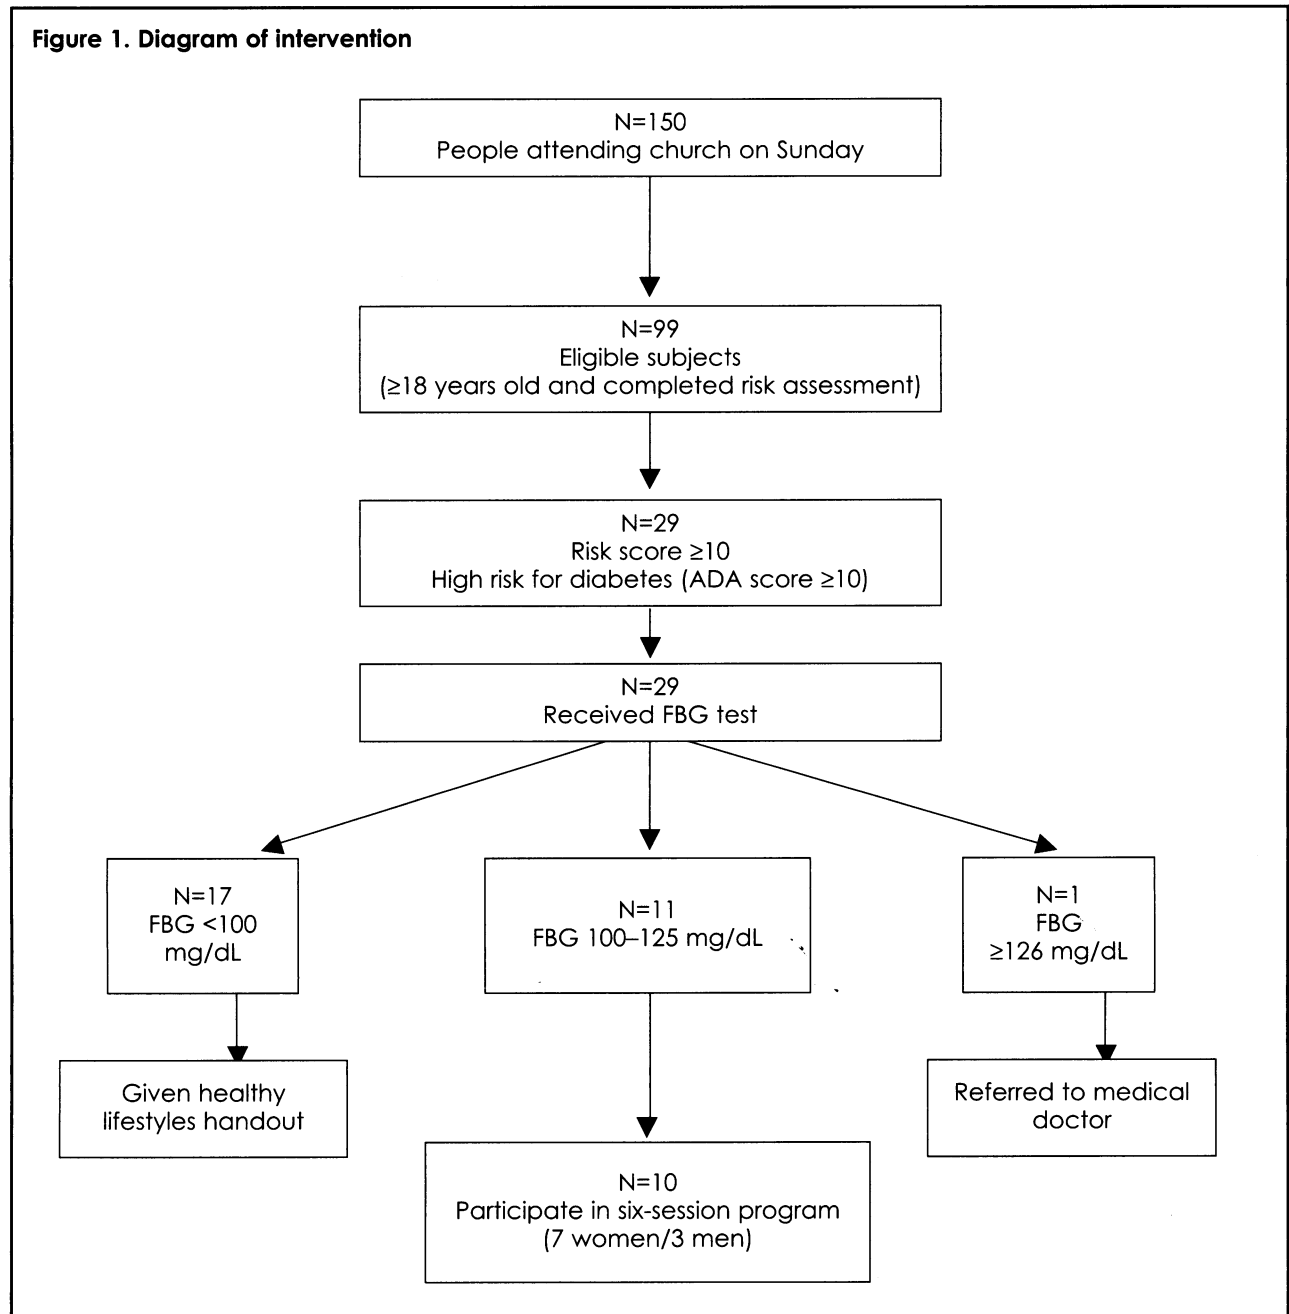 Figure 1. Diagram of intervention
N=150
People attending church on Sunday
N=99
Eligible subjects
(≥18 years old and completed risk assessment)
N=29
Risk score ≥10
High risk for diabetes (ADA score ≥10)
N=29
Received FBG test
N=17
FBG <100
mg/dL
N=11
FBG 100–125 mg/dL
N=1
FBG
≥126 mg/dL
Given healthy
lifestyles handout
Referred to medical
doctor
N=10
Participate in six-session program
(7 women/3 men)